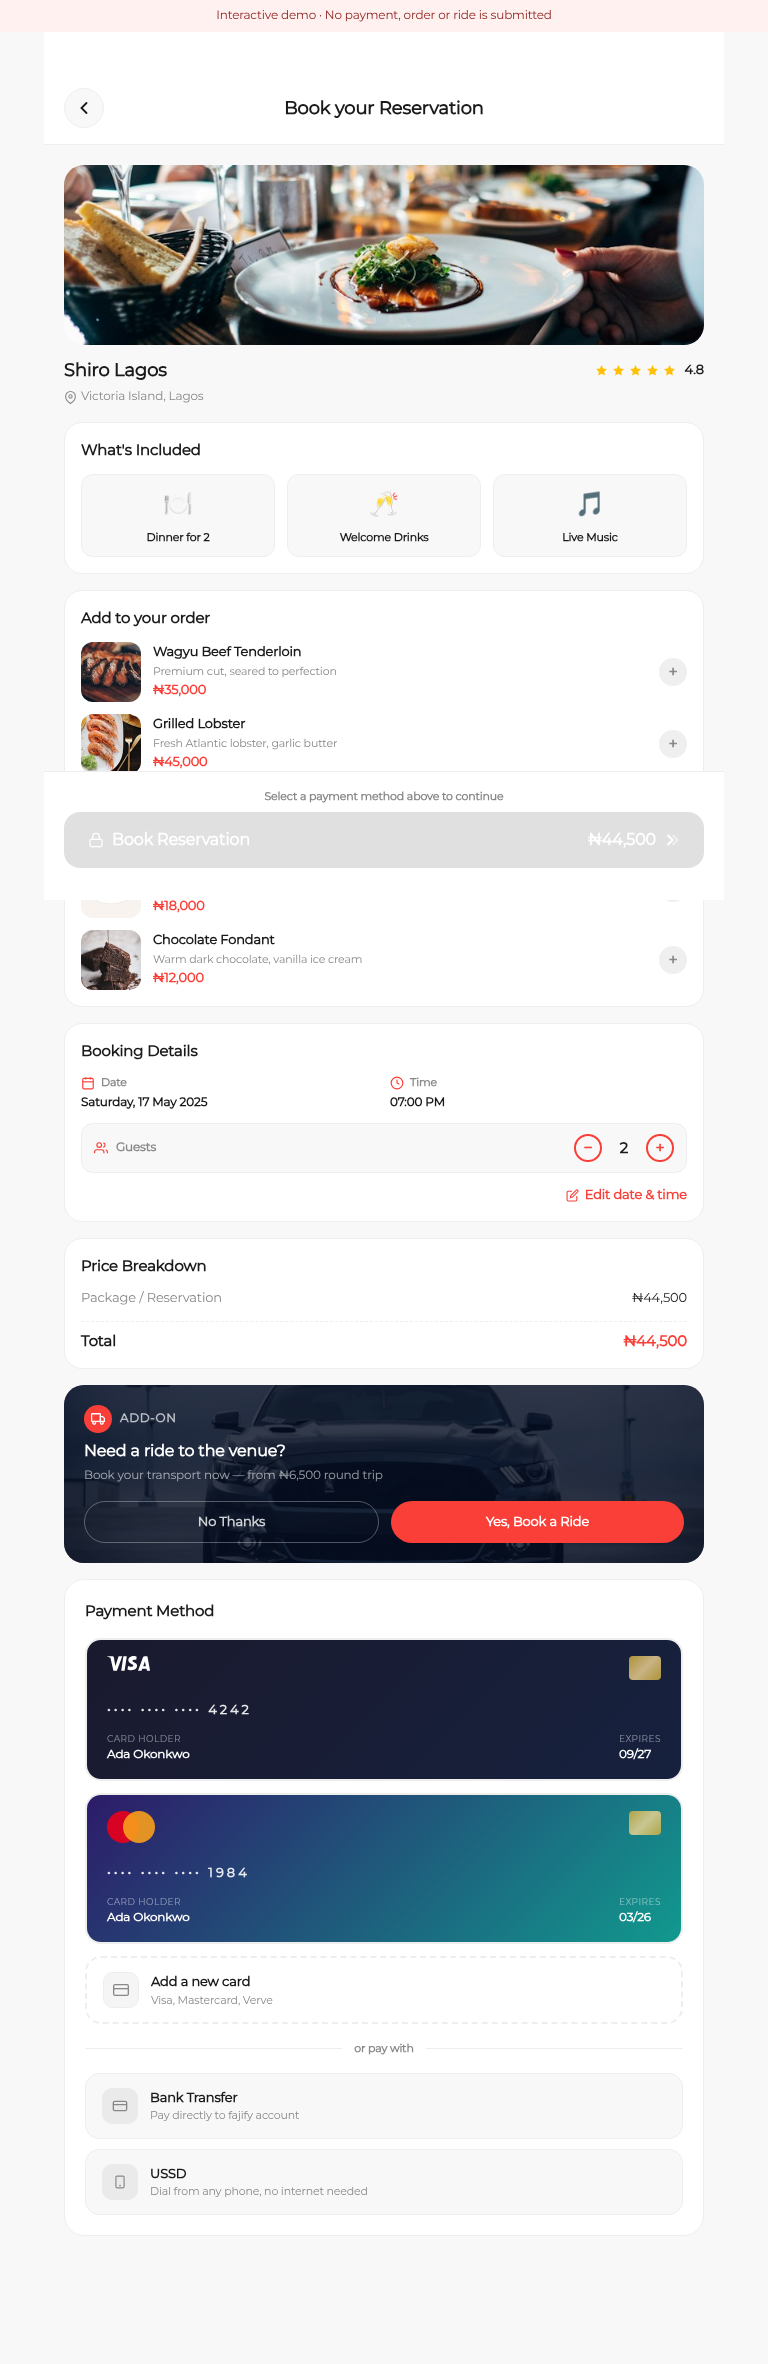 Interactive demo · No payment, order or ride is submitted
Book your Reservation
Shiro Lagos
4.8
Victoria Island, Lagos
What's Included
Dinner for 2
Welcome Drinks
Live Music
Add to your order
Wagyu Beef Tenderloin
Premium cut, seared to perfection
₦35,000
+
Grilled Lobster
Fresh Atlantic lobster, garlic butter
₦45,000
+
Select a payment method above to continue
Book Reservation
₦44,500
₦18,000
Chocolate Fondant
Warm dark chocolate, vanilla ice cream
₦12,000
+
Booking Details
Date
Saturday, 17 May 2025
Time
07:00 PM
Guests
− 2 +
Edit date & time
Price Breakdown
Package / Reservation
₦44,500
Total
₦44,500
ADD-ON
Need a ride to the venue?
Book your transport now — from ₦6,500 round trip
No Thanks
Yes, Book a Ride
Payment Method
VISA
•••• •••• •••• 4242
CARD HOLDER
Ada Okonkwo
EXPIRES
09/27
•••• •••• •••• 1984
CARD HOLDER
Ada Okonkwo
EXPIRES
03/26
Add a new card
Visa, Mastercard, Verve
or pay with
Bank Transfer
Pay directly to fajify account
USSD
Dial from any phone, no internet needed